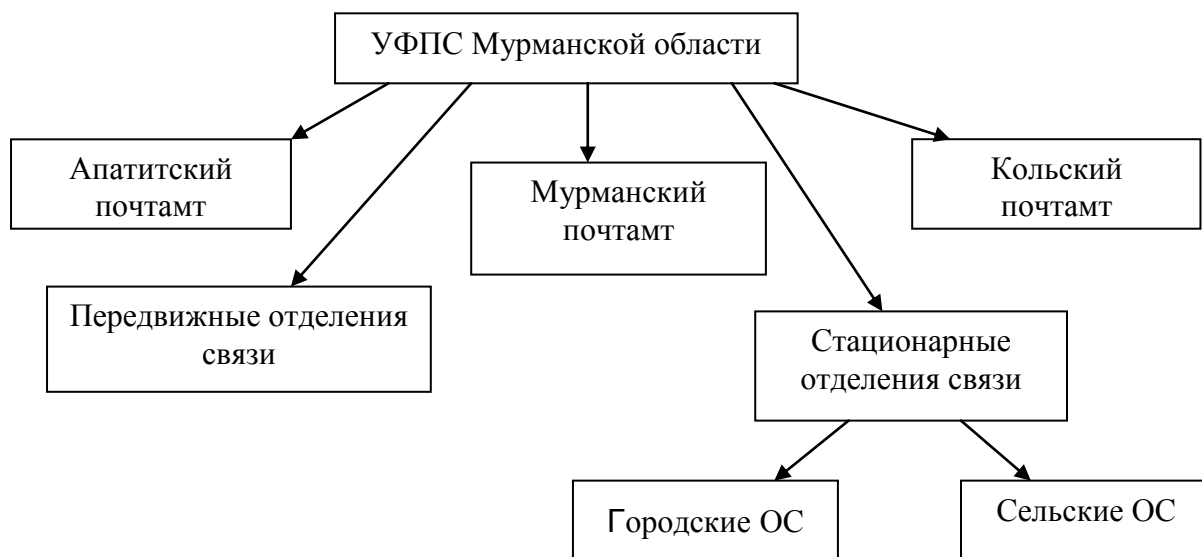 УФПС Мурманской области
Апатитский
почтамт
Мурманский
почтамт
Кольский
почтамт
Передвижные отделения
связи
Стационарные
отделения связи
Городские ОС
Сельские ОС